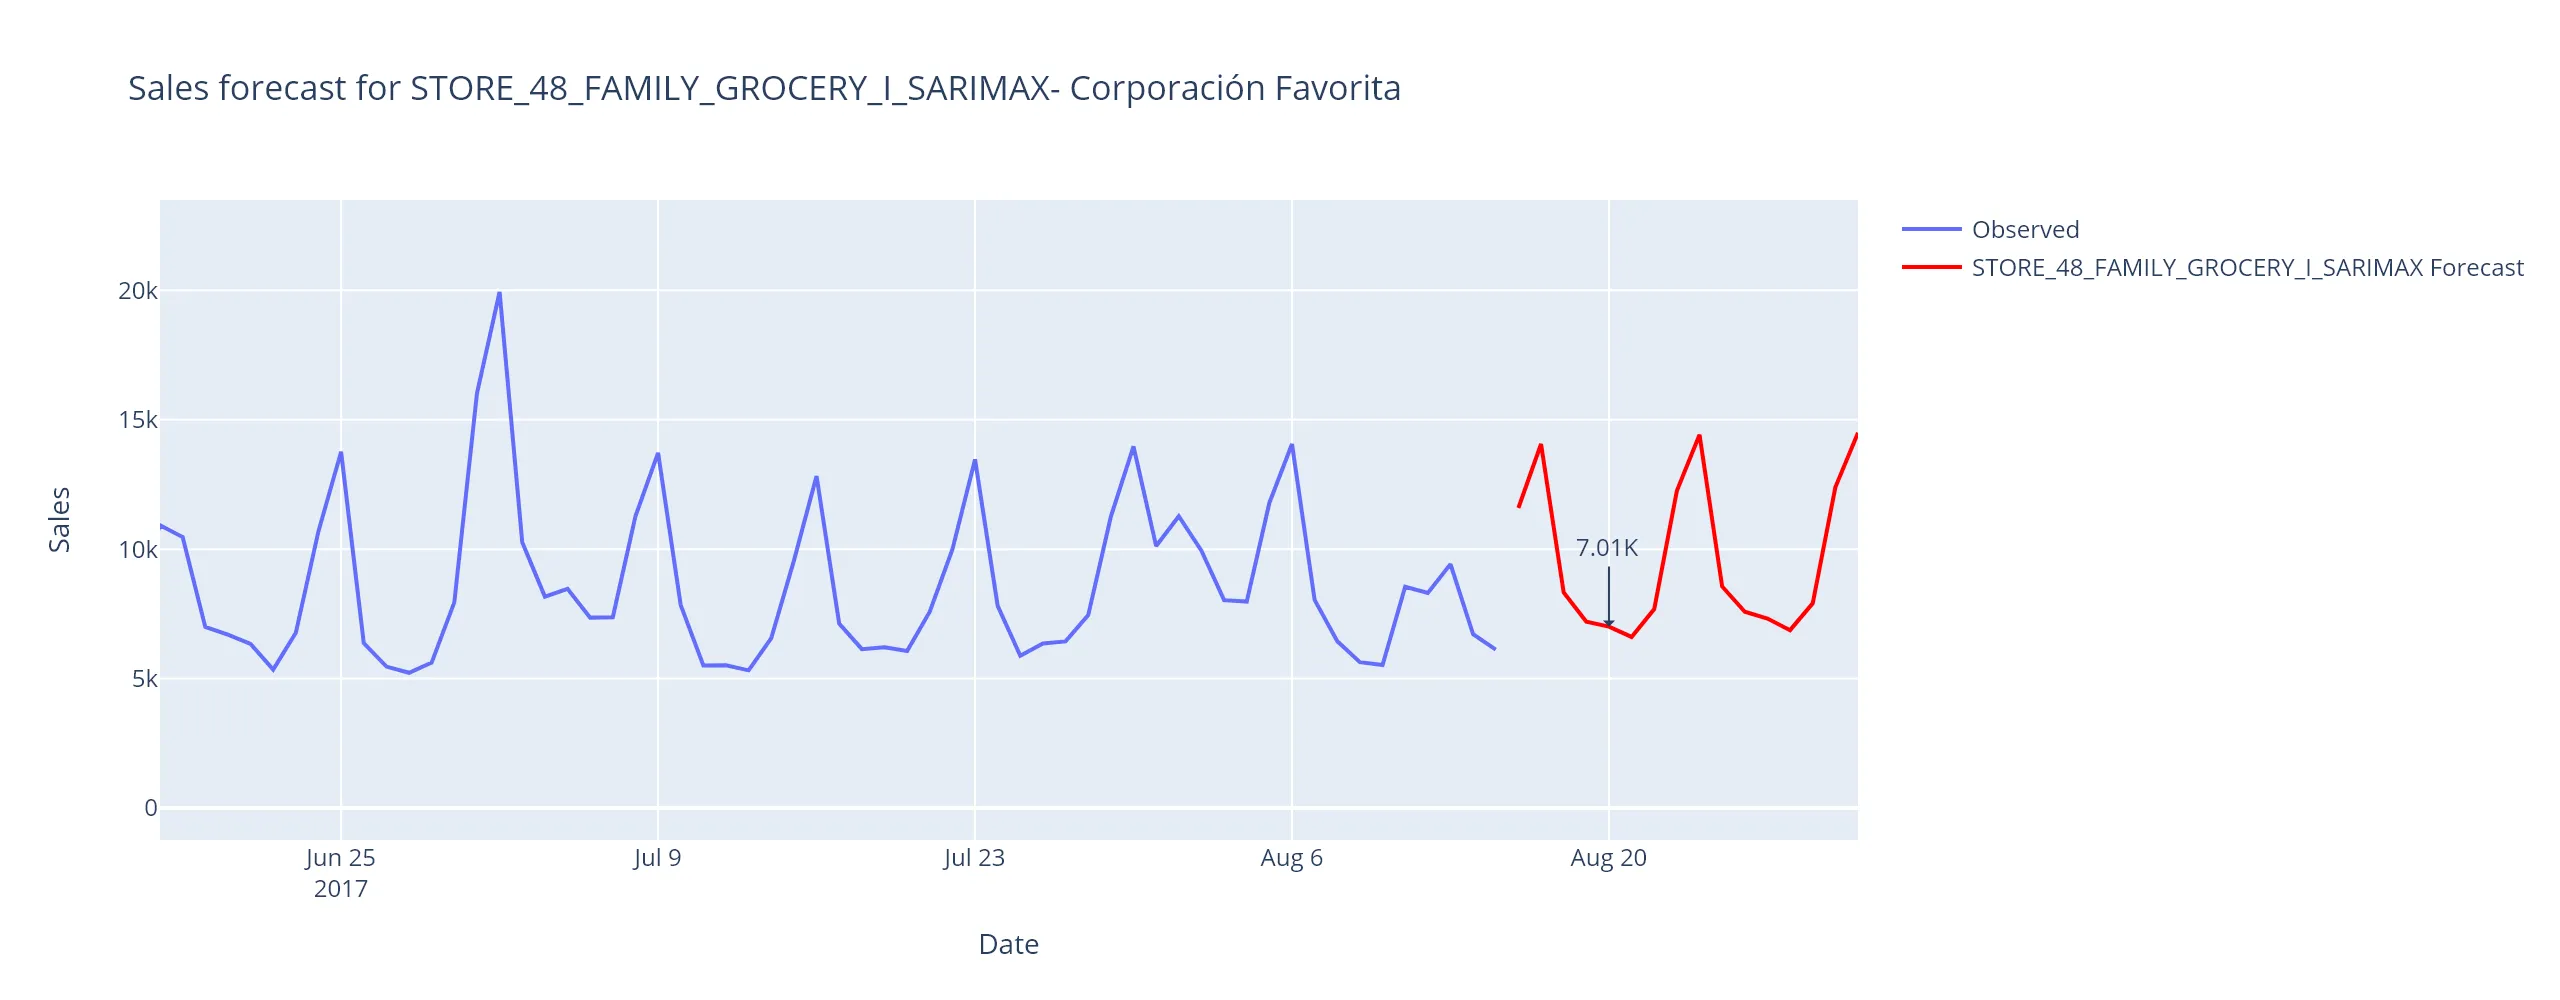 Sales forecast for STORE_48_FAMILY_GROCERY_I_SARIMAX- Corporación Favorita
Observed
STORE_48_FAMILY_GROCERY_I_SARIMAX Forecast
20k
15k
10k
5k
0
Sales
7.01K
Jun 25
2017
Jul 9
Jul 23
Aug 6
Aug 20
Date